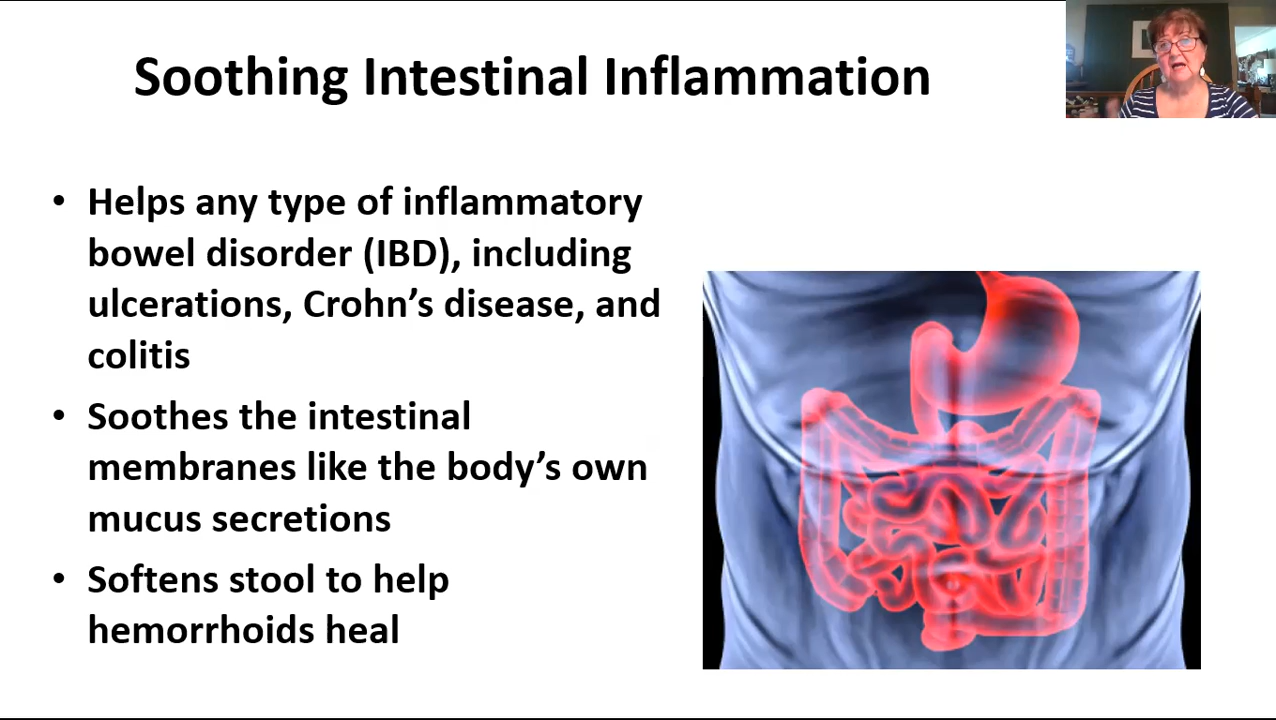 Soothing Intestinal Inflammation
• Helps any type of inflammatory
bowel disorder (IBD), including
ulcerations, Crohn’s disease, and
colitis
• Soothes the intestinal
membranes like the body’s own
mucus secretions
• Softens stool to help
hemorrhoids heal